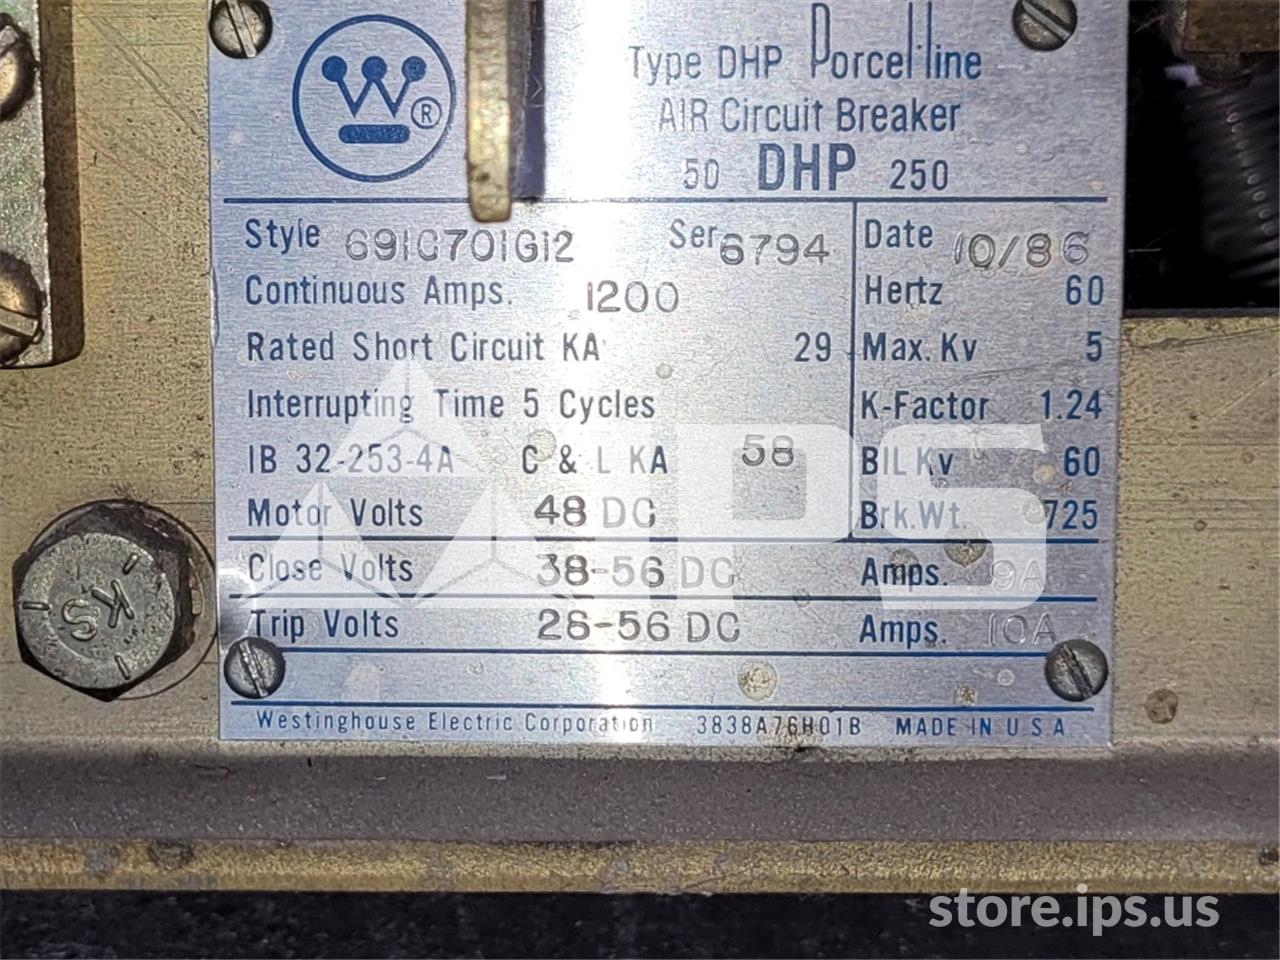 W ®
Type DHP Porcel-line
AIR Circuit Breaker
50 DHP 250
Style 691C701G12 Ser 6794 Date 10/86
Continuous Amps. 1200 Hertz 60
Rated Short Circuit KA 29 Max. Kv 5
Interrupting Time 5 Cycles K-Factor 1.24
IB 32-253-4A C & L KA 58 BIL Kv 60
Motor Volts 48 DC Brk. Wt. 725
Close Volts 38-56 DC Amps. 9A
Trip Volts 28-56 DC Amps. 10A
Westinghouse Electric Corporation 3838A76H01B MADE IN U S A
IPS
SK
store.ips.us